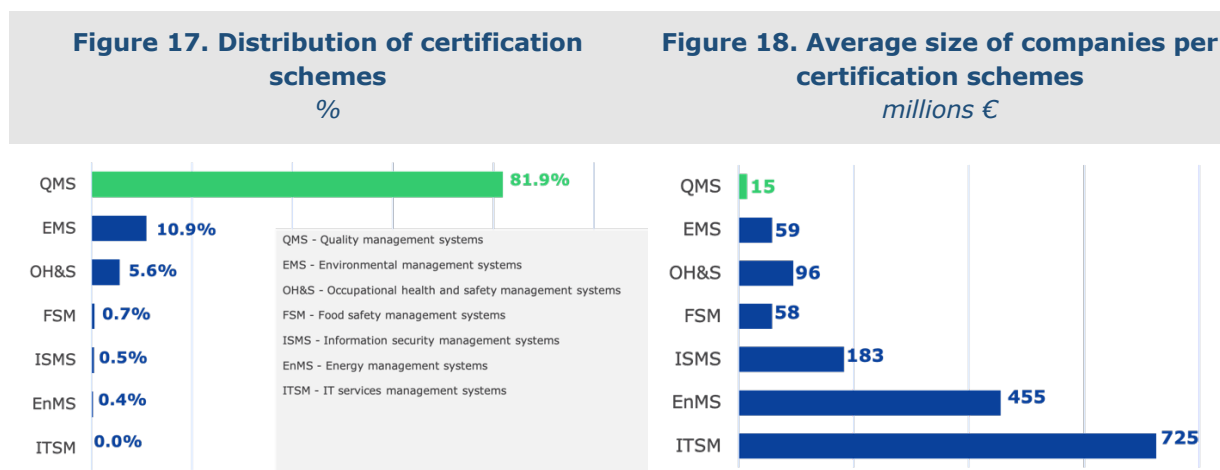 Figure 17. Distribution of certification
schemes
%
QMS 81.9%
EMS 10.9%
OH&S 5.6%
FSM 0.7%
ISMS 0.5%
EnMS 0.4%
ITSM 0.0%
QMS - Quality management systems
EMS - Environmental management systems
OH&S - Occupational health and safety management systems
FSM - Food safety management systems
ISMS - Information security management systems
EnMS - Energy management systems
ITSM - IT services management systems
Figure 18. Average size of companies per
certification schemes
millions €
QMS 15
EMS 59
OH&S 96
FSM 58
ISMS 183
EnMS 455
ITSM 725